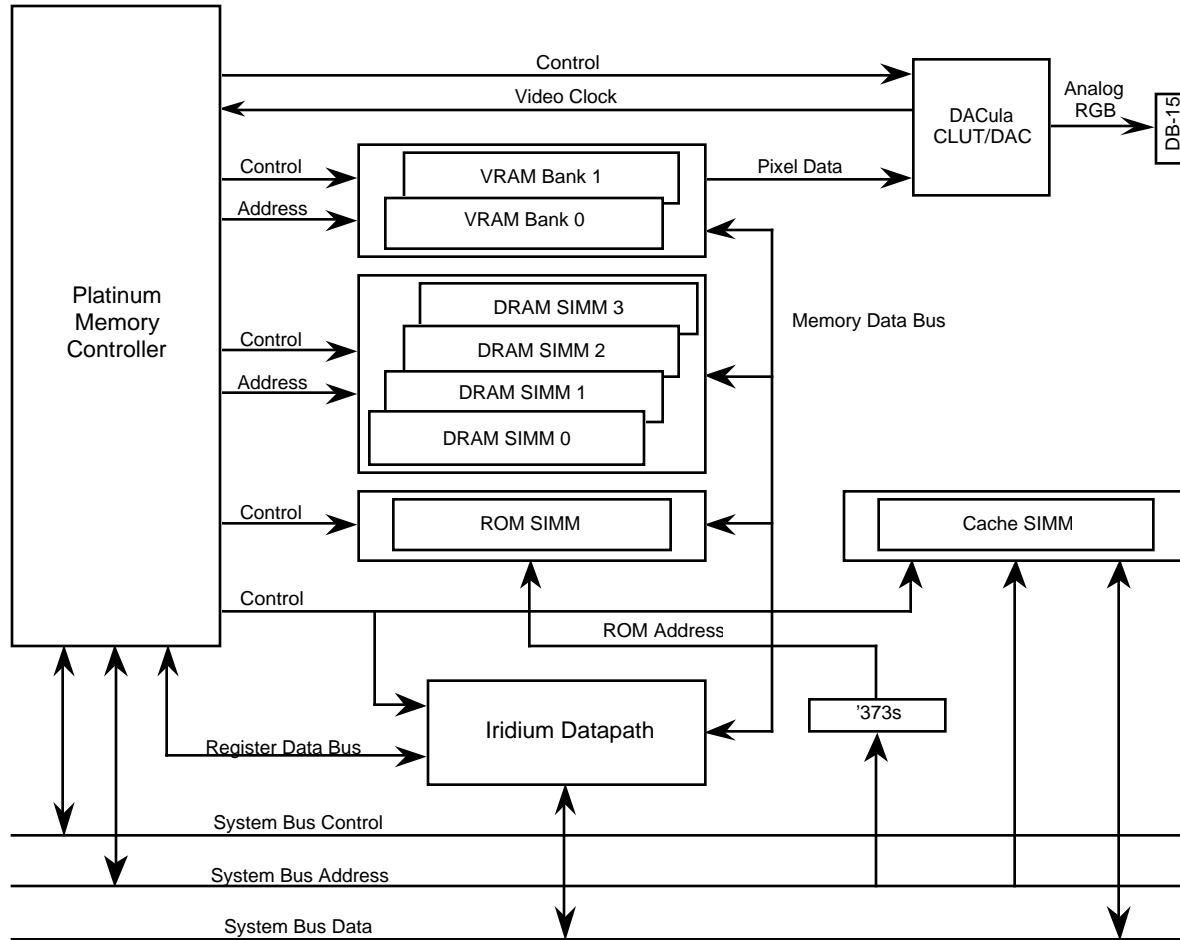 Control
Video Clock
Analog
RGB
DB-15
DACula
CLUT/DAC
Control
VRAM Bank 1
Pixel Data
Address
VRAM Bank 0
Platinum
Memory
Controller
DRAM SIMM 3
Memory Data Bus
Control
DRAM SIMM 2
Address
DRAM SIMM 1
DRAM SIMM 0
Control
ROM SIMM
Cache SIMM
Control
ROM Address
'373s
Iridium Datapath
Register Data Bus
System Bus Control
System Bus Address
System Bus Data